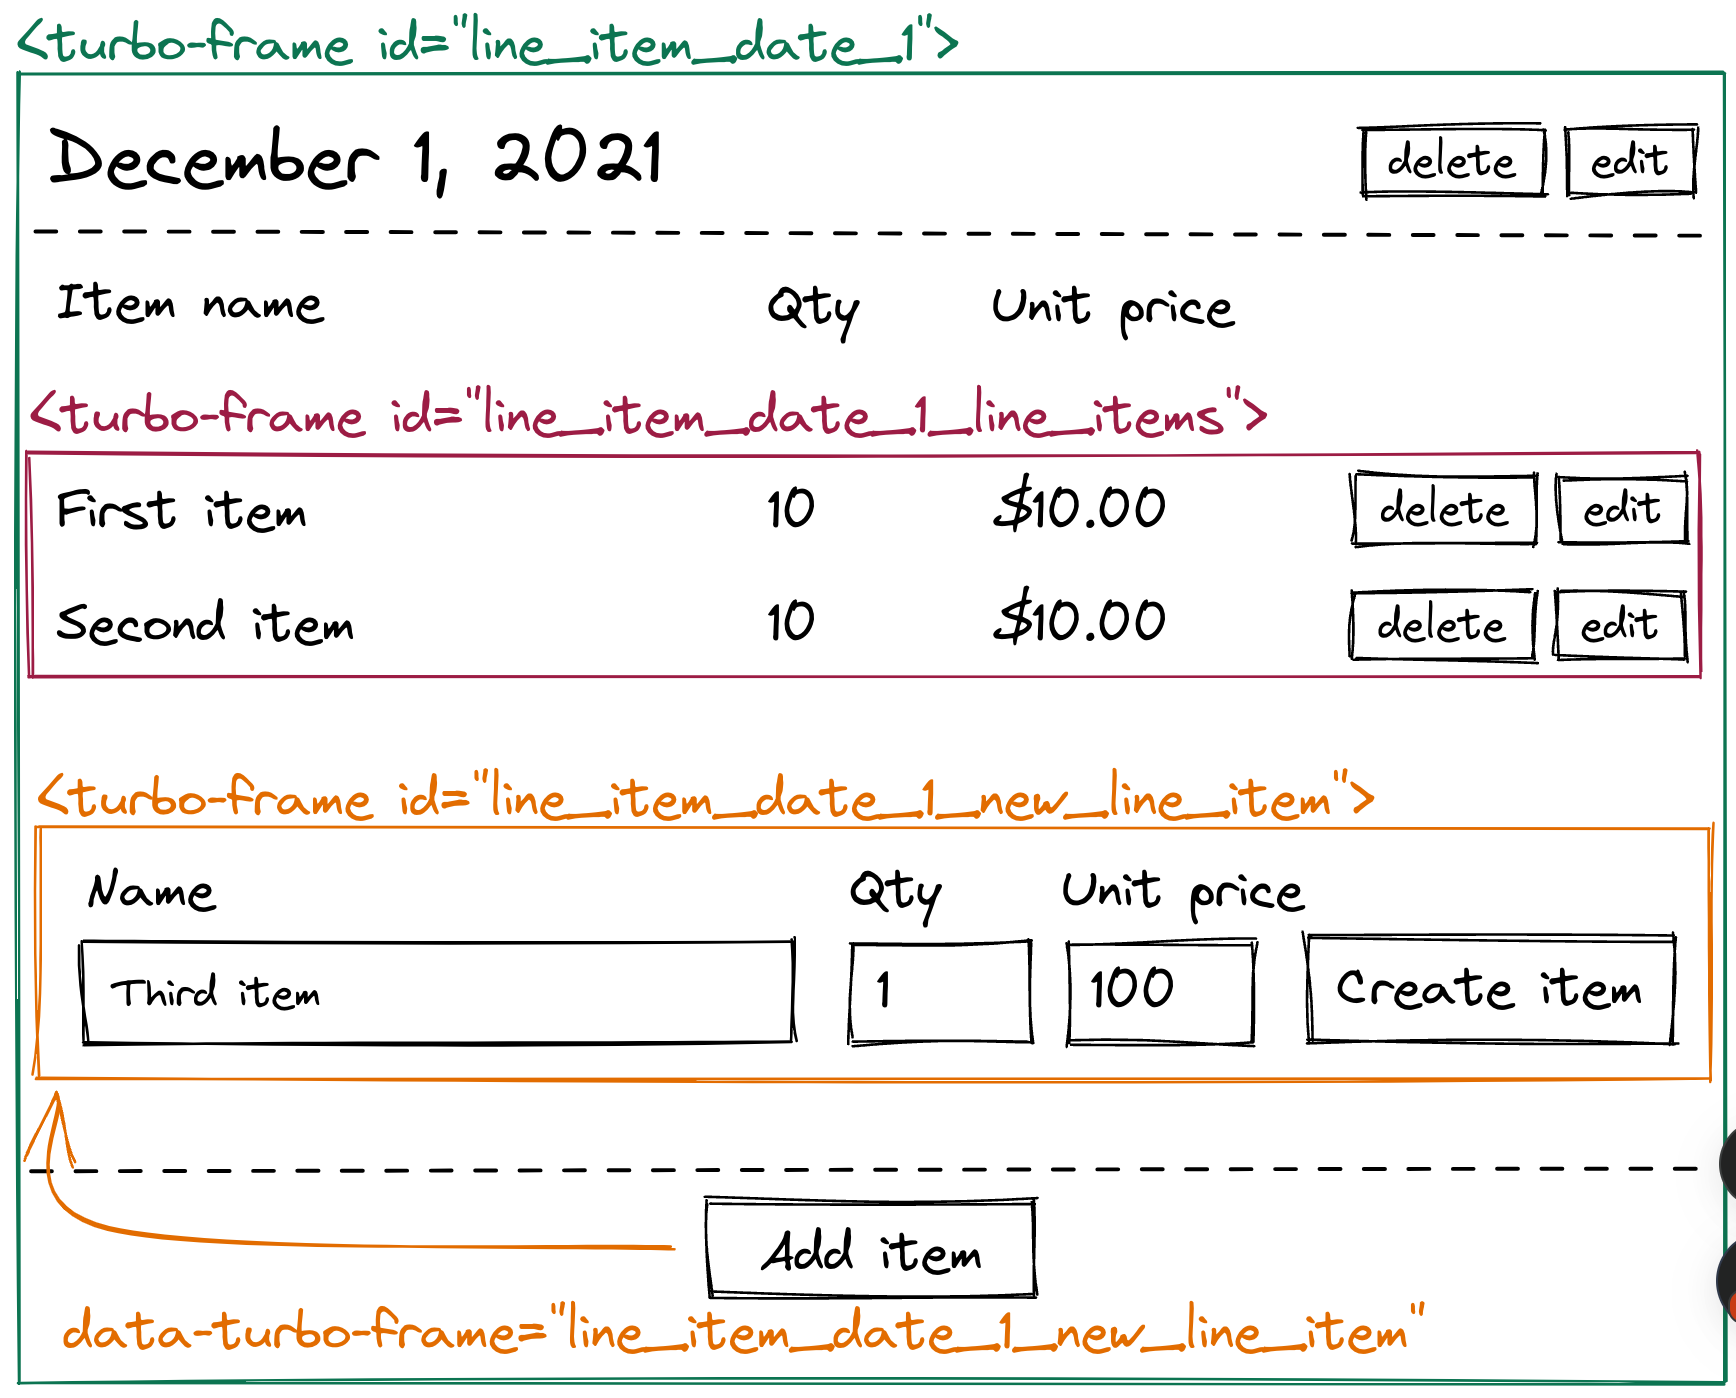 <turbo-frame id="line_item_date_1">
December 1, 2021 delete edit
Item name Qty Unit price
<turbo-frame id="line_item_date_1_line_items">
First item 10 $10.00 delete edit
Second item 10 $10.00 delete edit
<turbo-frame id="line_item_date_1_new_line_item">
Name Qty Unit price
Third item 1 100 Create item
Add item
data-turbo-frame="line_item_date_1_new_line_item"